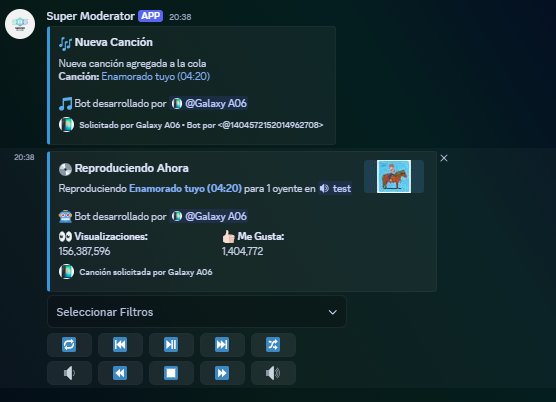 Super Moderator APP 20:38
Nueva Canción
Nueva canción agregada a la cola
Canción: Enamorado tuyo (04:20)
Bot desarrollado por @Galaxy A06
Solicitado por Galaxy A06 • Bot por <@1404572152014962708>
20:38
Reproduciendo Ahora
Reproduciendo Enamorado tuyo (04:20) para 1 oyente en test
Bot desarrollado por @Galaxy A06
Visualizaciones: Me Gusta:
156,387,596 1,404,772
Canción solicitada por Galaxy A06
Seleccionar Filtros